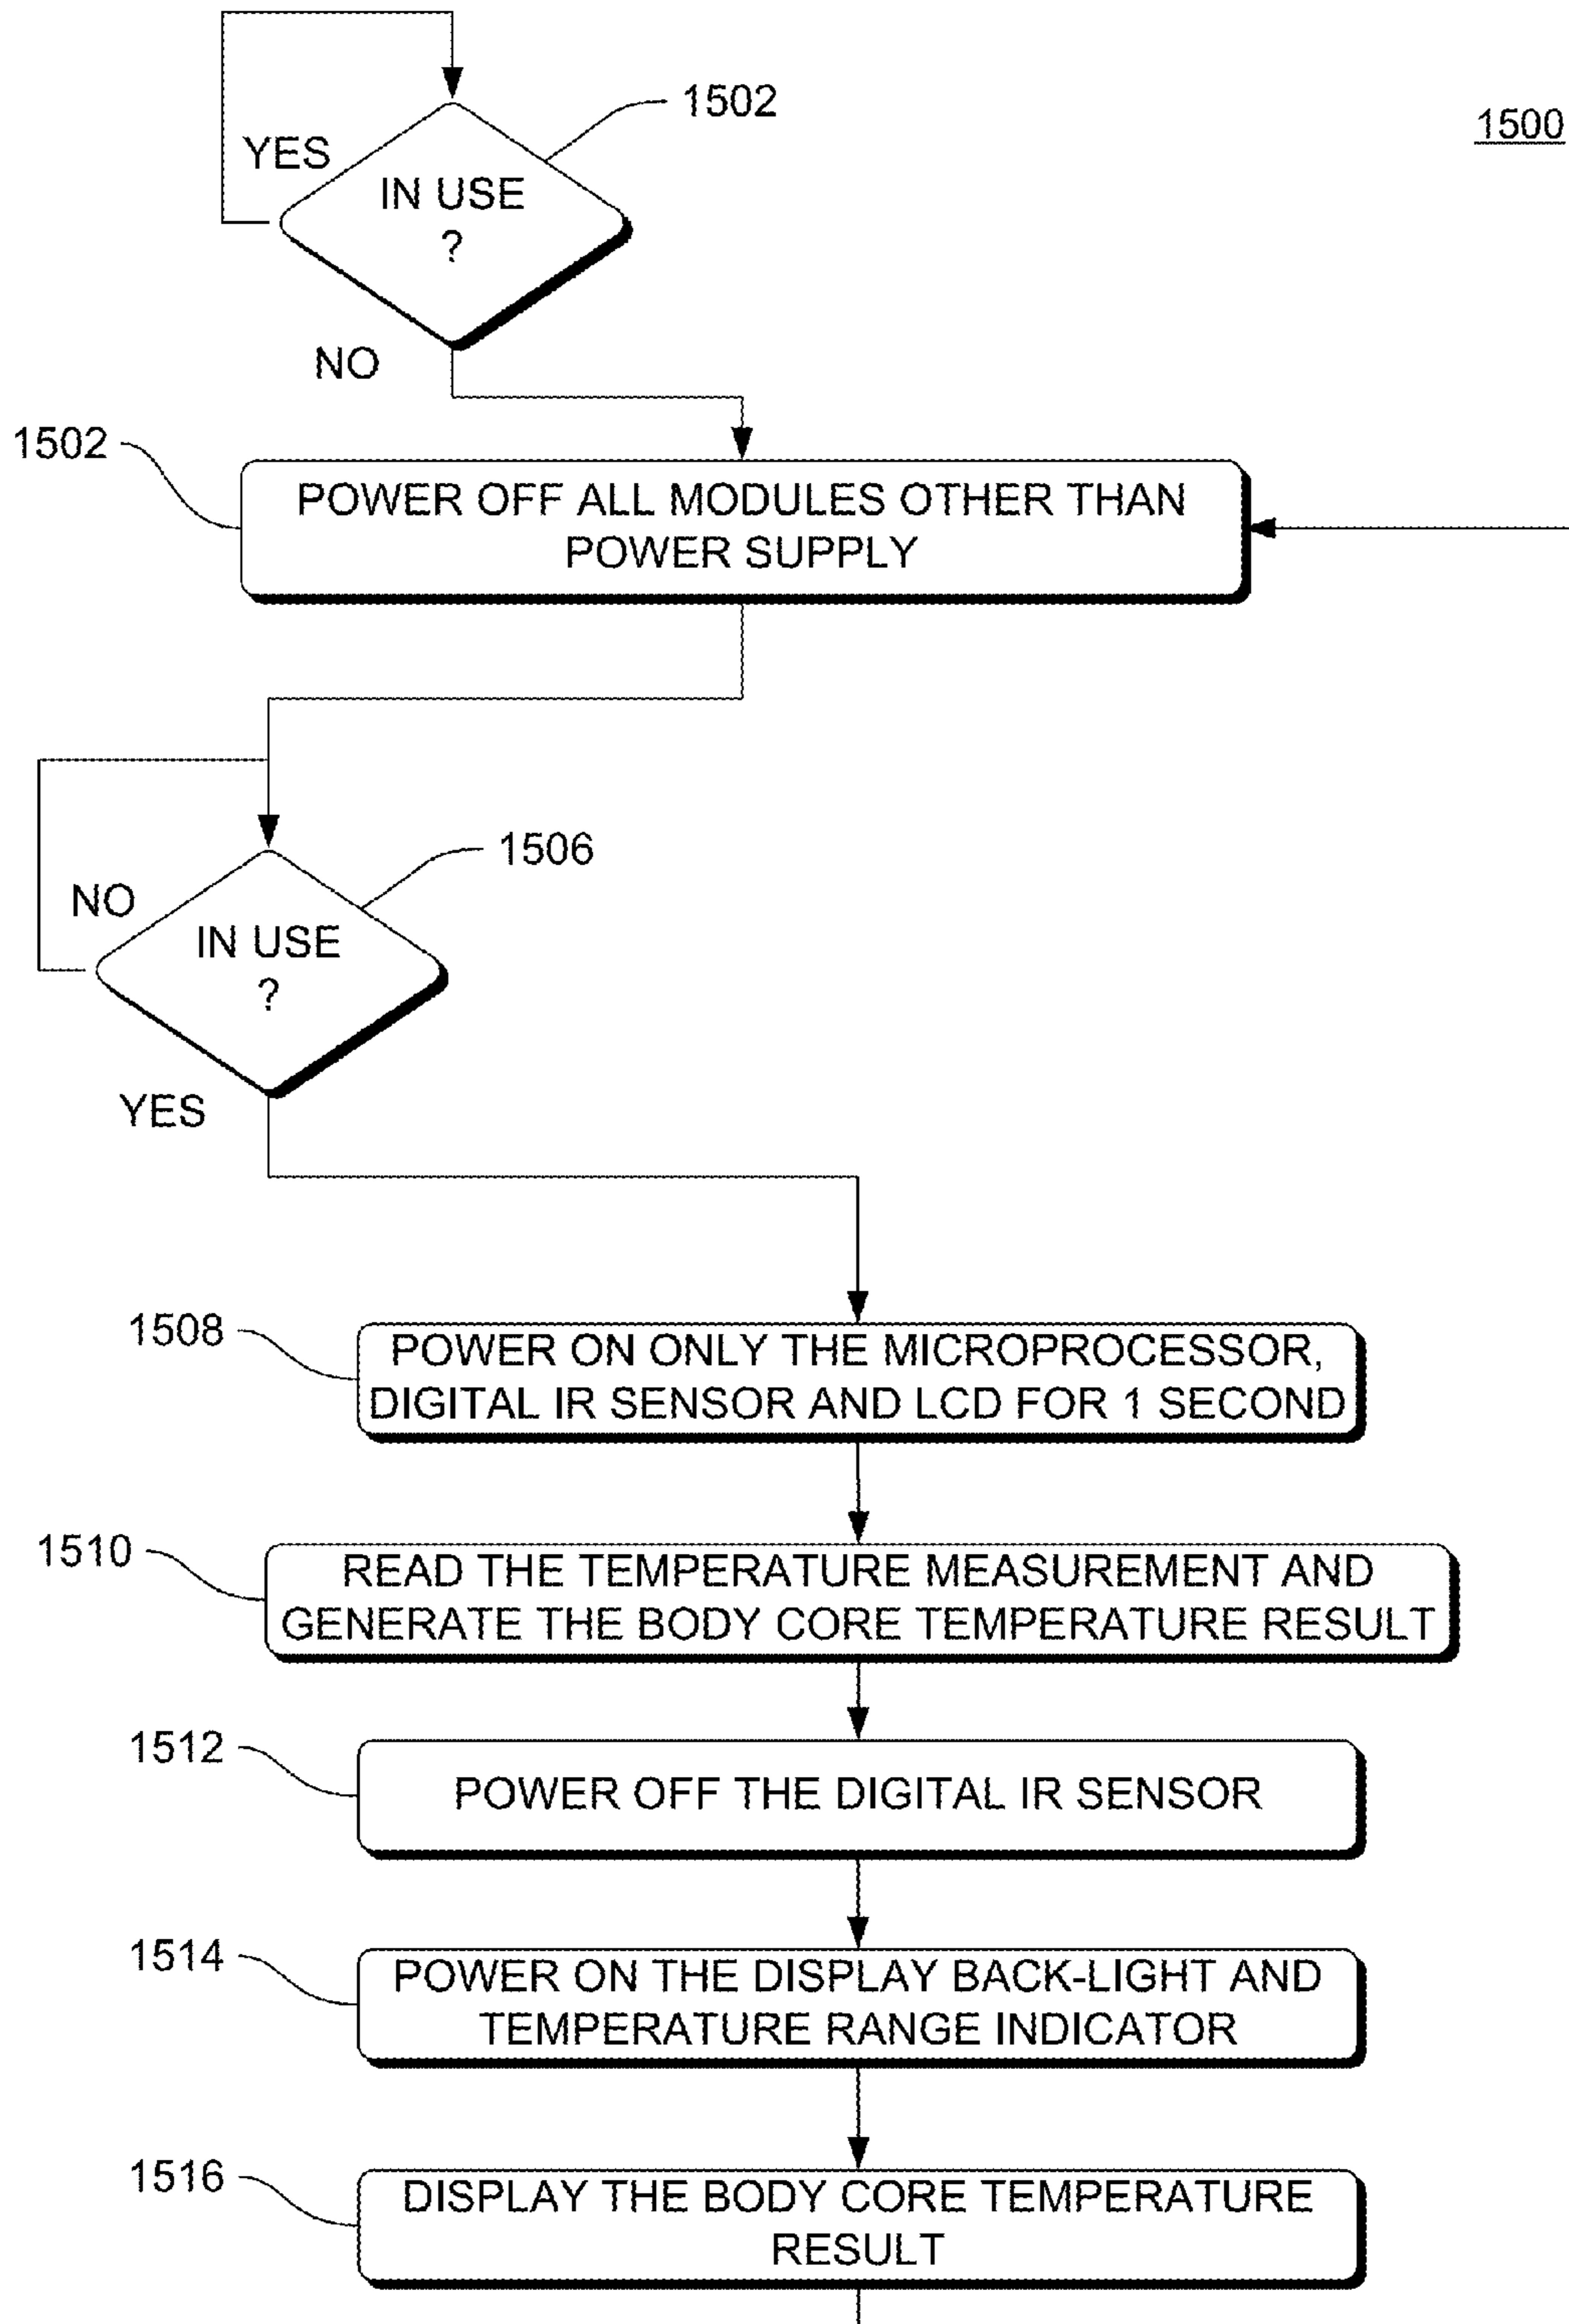 1502
1500
YES
IN USE
?
NO
1502
POWER OFF ALL MODULES OTHER THAN
POWER SUPPLY
1506
NO
IN USE
?
YES
1508
POWER ON ONLY THE MICROPROCESSOR,
DIGITAL IR SENSOR AND LCD FOR 1 SECOND
1510
READ THE TEMPERATURE MEASUREMENT AND
GENERATE THE BODY CORE TEMPERATURE RESULT
1512
POWER OFF THE DIGITAL IR SENSOR
1514
POWER ON THE DISPLAY BACK-LIGHT AND
TEMPERATURE RANGE INDICATOR
1516
DISPLAY THE BODY CORE TEMPERATURE
RESULT